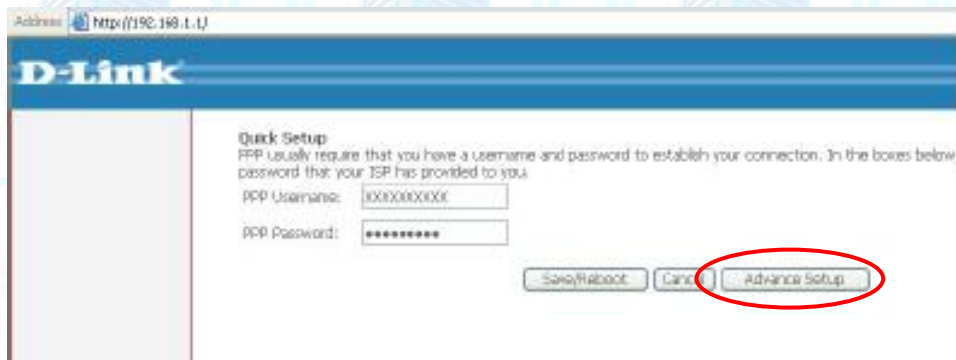 Address http://192.168.1.1/
D-Link
Quick Setup
PPP usually require that you have a username and password to establish your connection. In the boxes below,
password that your ISP has provided to you.
PPP Username: XXXXXXXXXX
PPP Password: •••••••••
Save/Reboot Cancel Advance Setup